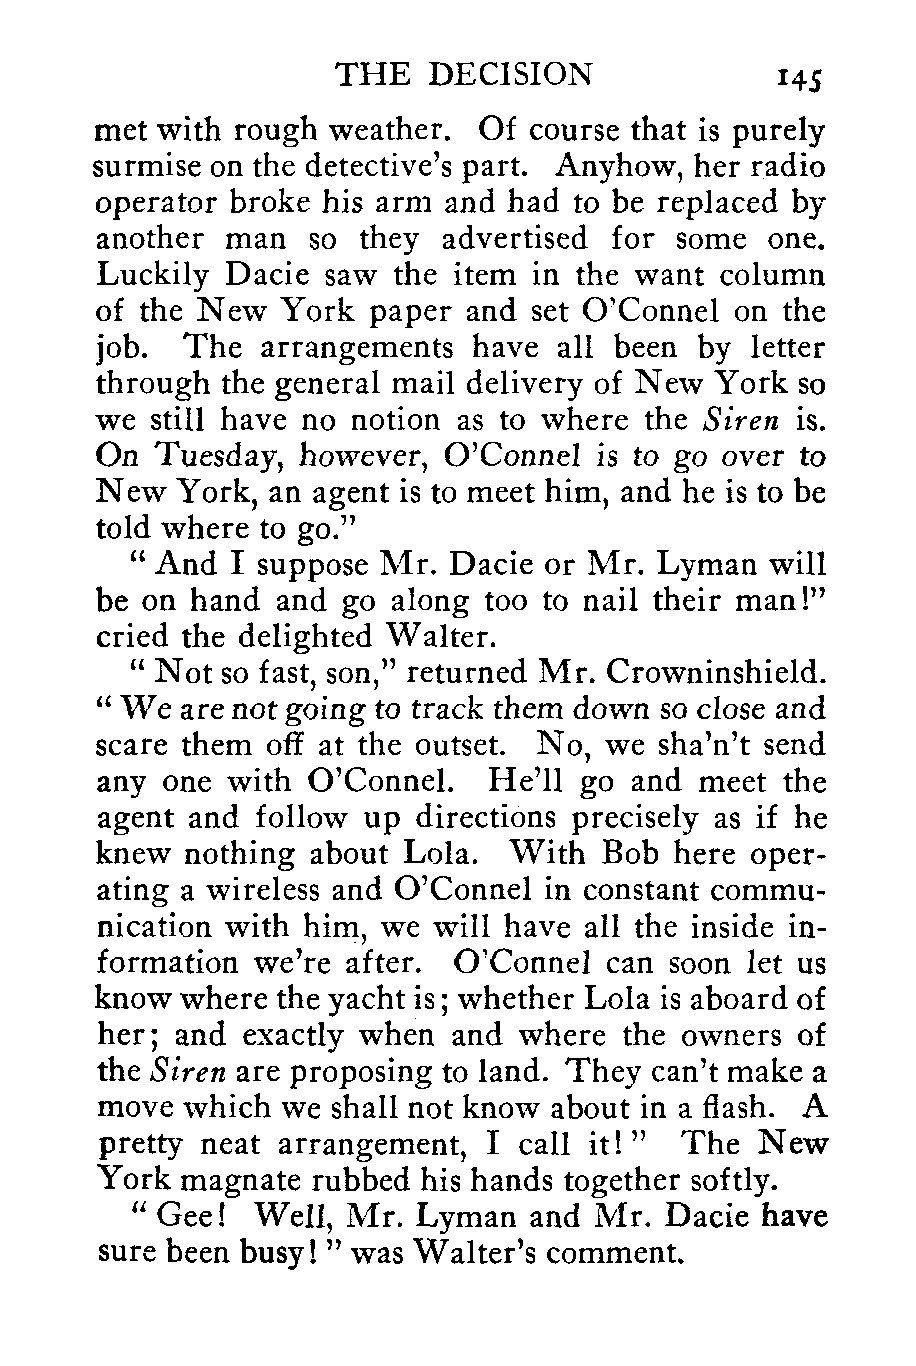 THE DECISION 145
met with rough weather. Of course that is purely
surmise on the detective's part. Anyhow, her radio
operator broke his arm and had to be replaced by
another man so they advertised for some one.
Luckily Dacie saw the item in the want column
of the New York paper and set O'Connel on the
job. The arrangements have all been by letter
through the general mail delivery of New York so
we still have no notion as to where the Siren is.
On Tuesday, however, O'Connel is to go over to
New York, an agent is to meet him, and he is to be
told where to go."
" And I suppose Mr. Dacie or Mr. Lyman will
be on hand and go along too to nail their man!"
cried the delighted Walter.
" Not so fast, son," returned Mr. Crowninshield.
" We are not going to track them down so close and
scare them off at the outset. No, we sha'n't send
any one with O'Connel. He'll go and meet the
agent and follow up directions precisely as if he
knew nothing about Lola. With Bob here oper-
ating a wireless and O'Connel in constant commu-
nication with him, we will have all the inside in-
formation we're after. O'Connel can soon let us
know where the yacht is; whether Lola is aboard of
her; and exactly when and where the owners of
the Siren are proposing to land. They can't make a
move which we shall not know about in a flash. A
pretty neat arrangement, I call it! " The New
York magnate rubbed his hands together softly.
" Gee! Well, Mr. Lyman and Mr. Dacie have
sure been busy! " was Walter's comment.